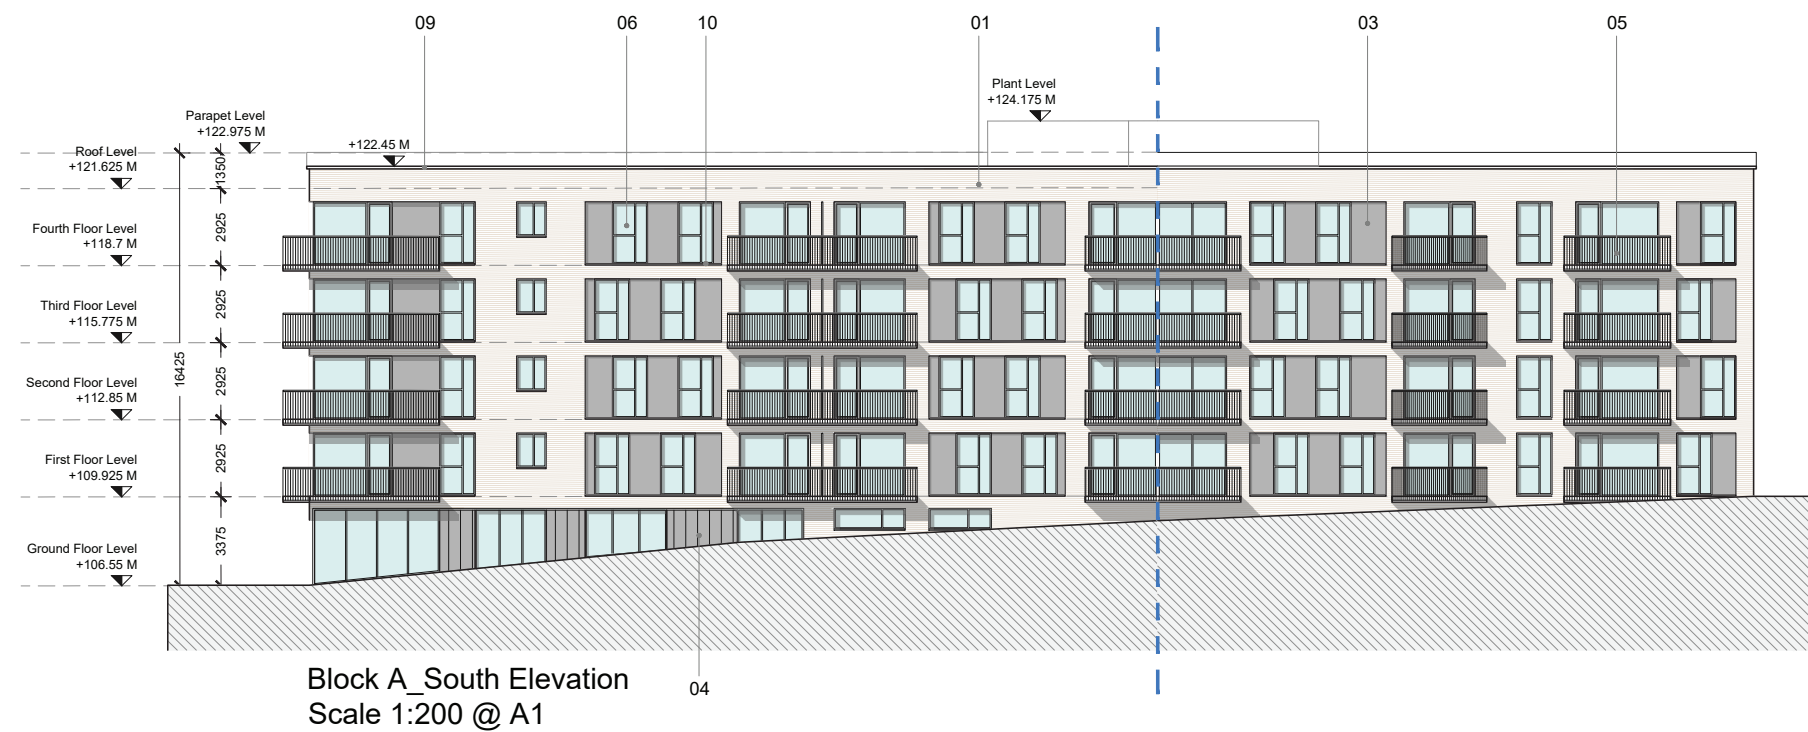 09
06
10
01
03
05
Plant Level
+124.175 M
Parapet Level
+122.975 M
+122.45 M
Roof Level
+121.625 M
1350
Fourth Floor Level
+118.7 M
2925
Third Floor Level
+115.775 M
2925
16425
Second Floor Level
+112.85 M
2925
First Floor Level
+109.925 M
2925
Ground Floor Level
+106.55 M
3375
Block A_South Elevation
Scale 1:200 @ A1
04